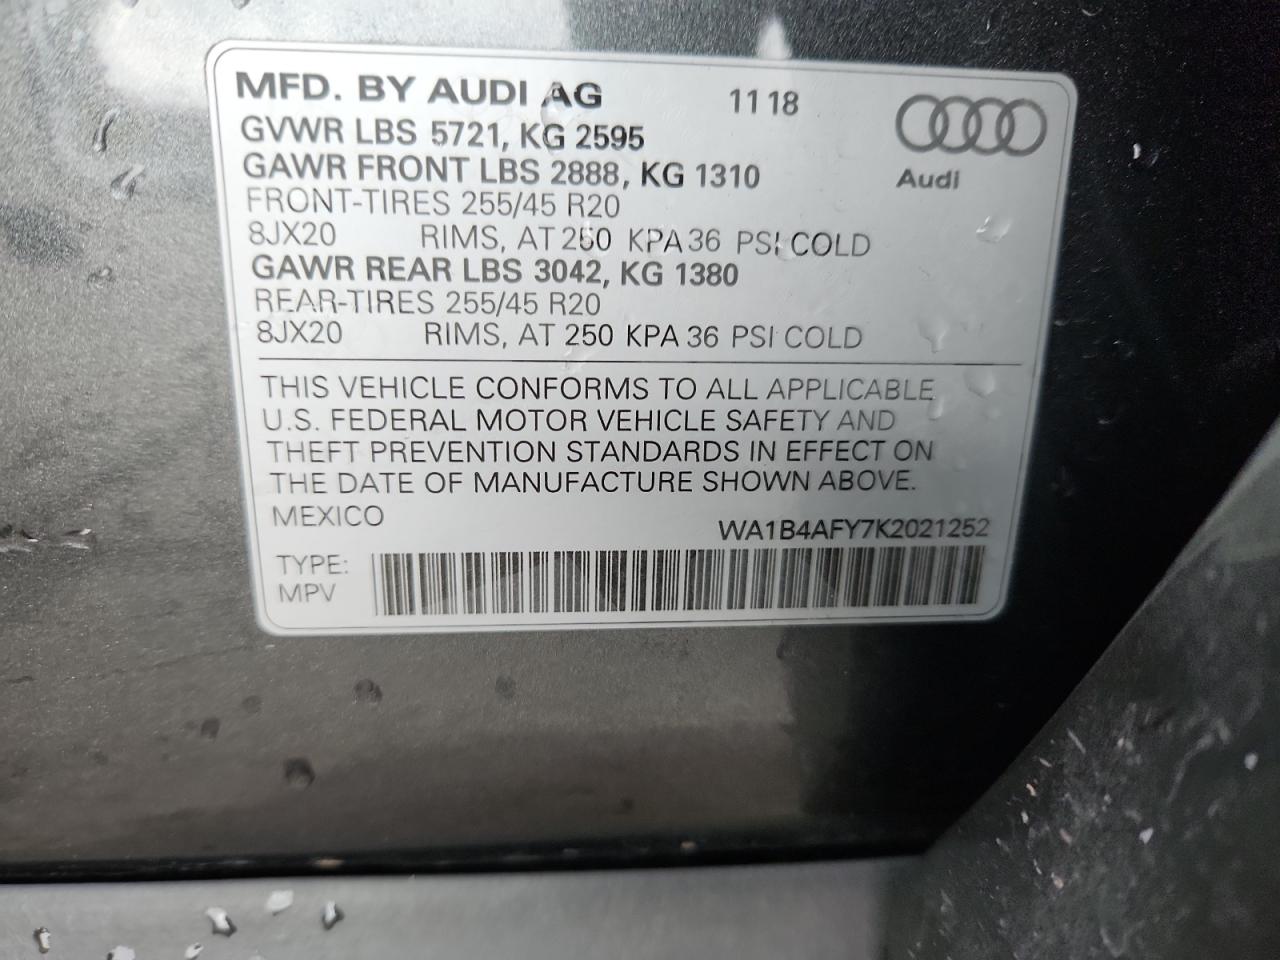 MFD. BY AUDI AG 11 18
GVWR LBS 5721, KG 2595
GAWR FRONT LBS 2888, KG 1310
Audi
FRONT-TIRES 255/45 R20
8JX20 RIMS, AT 250 KPA 36 PSI COLD
GAWR REAR LBS 3042, KG 1380
REAR-TIRES 255/45 R20
8JX20 RIMS, AT 250 KPA 36 PSI COLD
THIS VEHICLE CONFORMS TO ALL APPLICABLE
U.S. FEDERAL MOTOR VEHICLE SAFETY AND
THEFT PREVENTION STANDARDS IN EFFECT ON
THE DATE OF MANUFACTURE SHOWN ABOVE.
MEXICO WA1B4AFY7K2021252
TYPE:
MPV